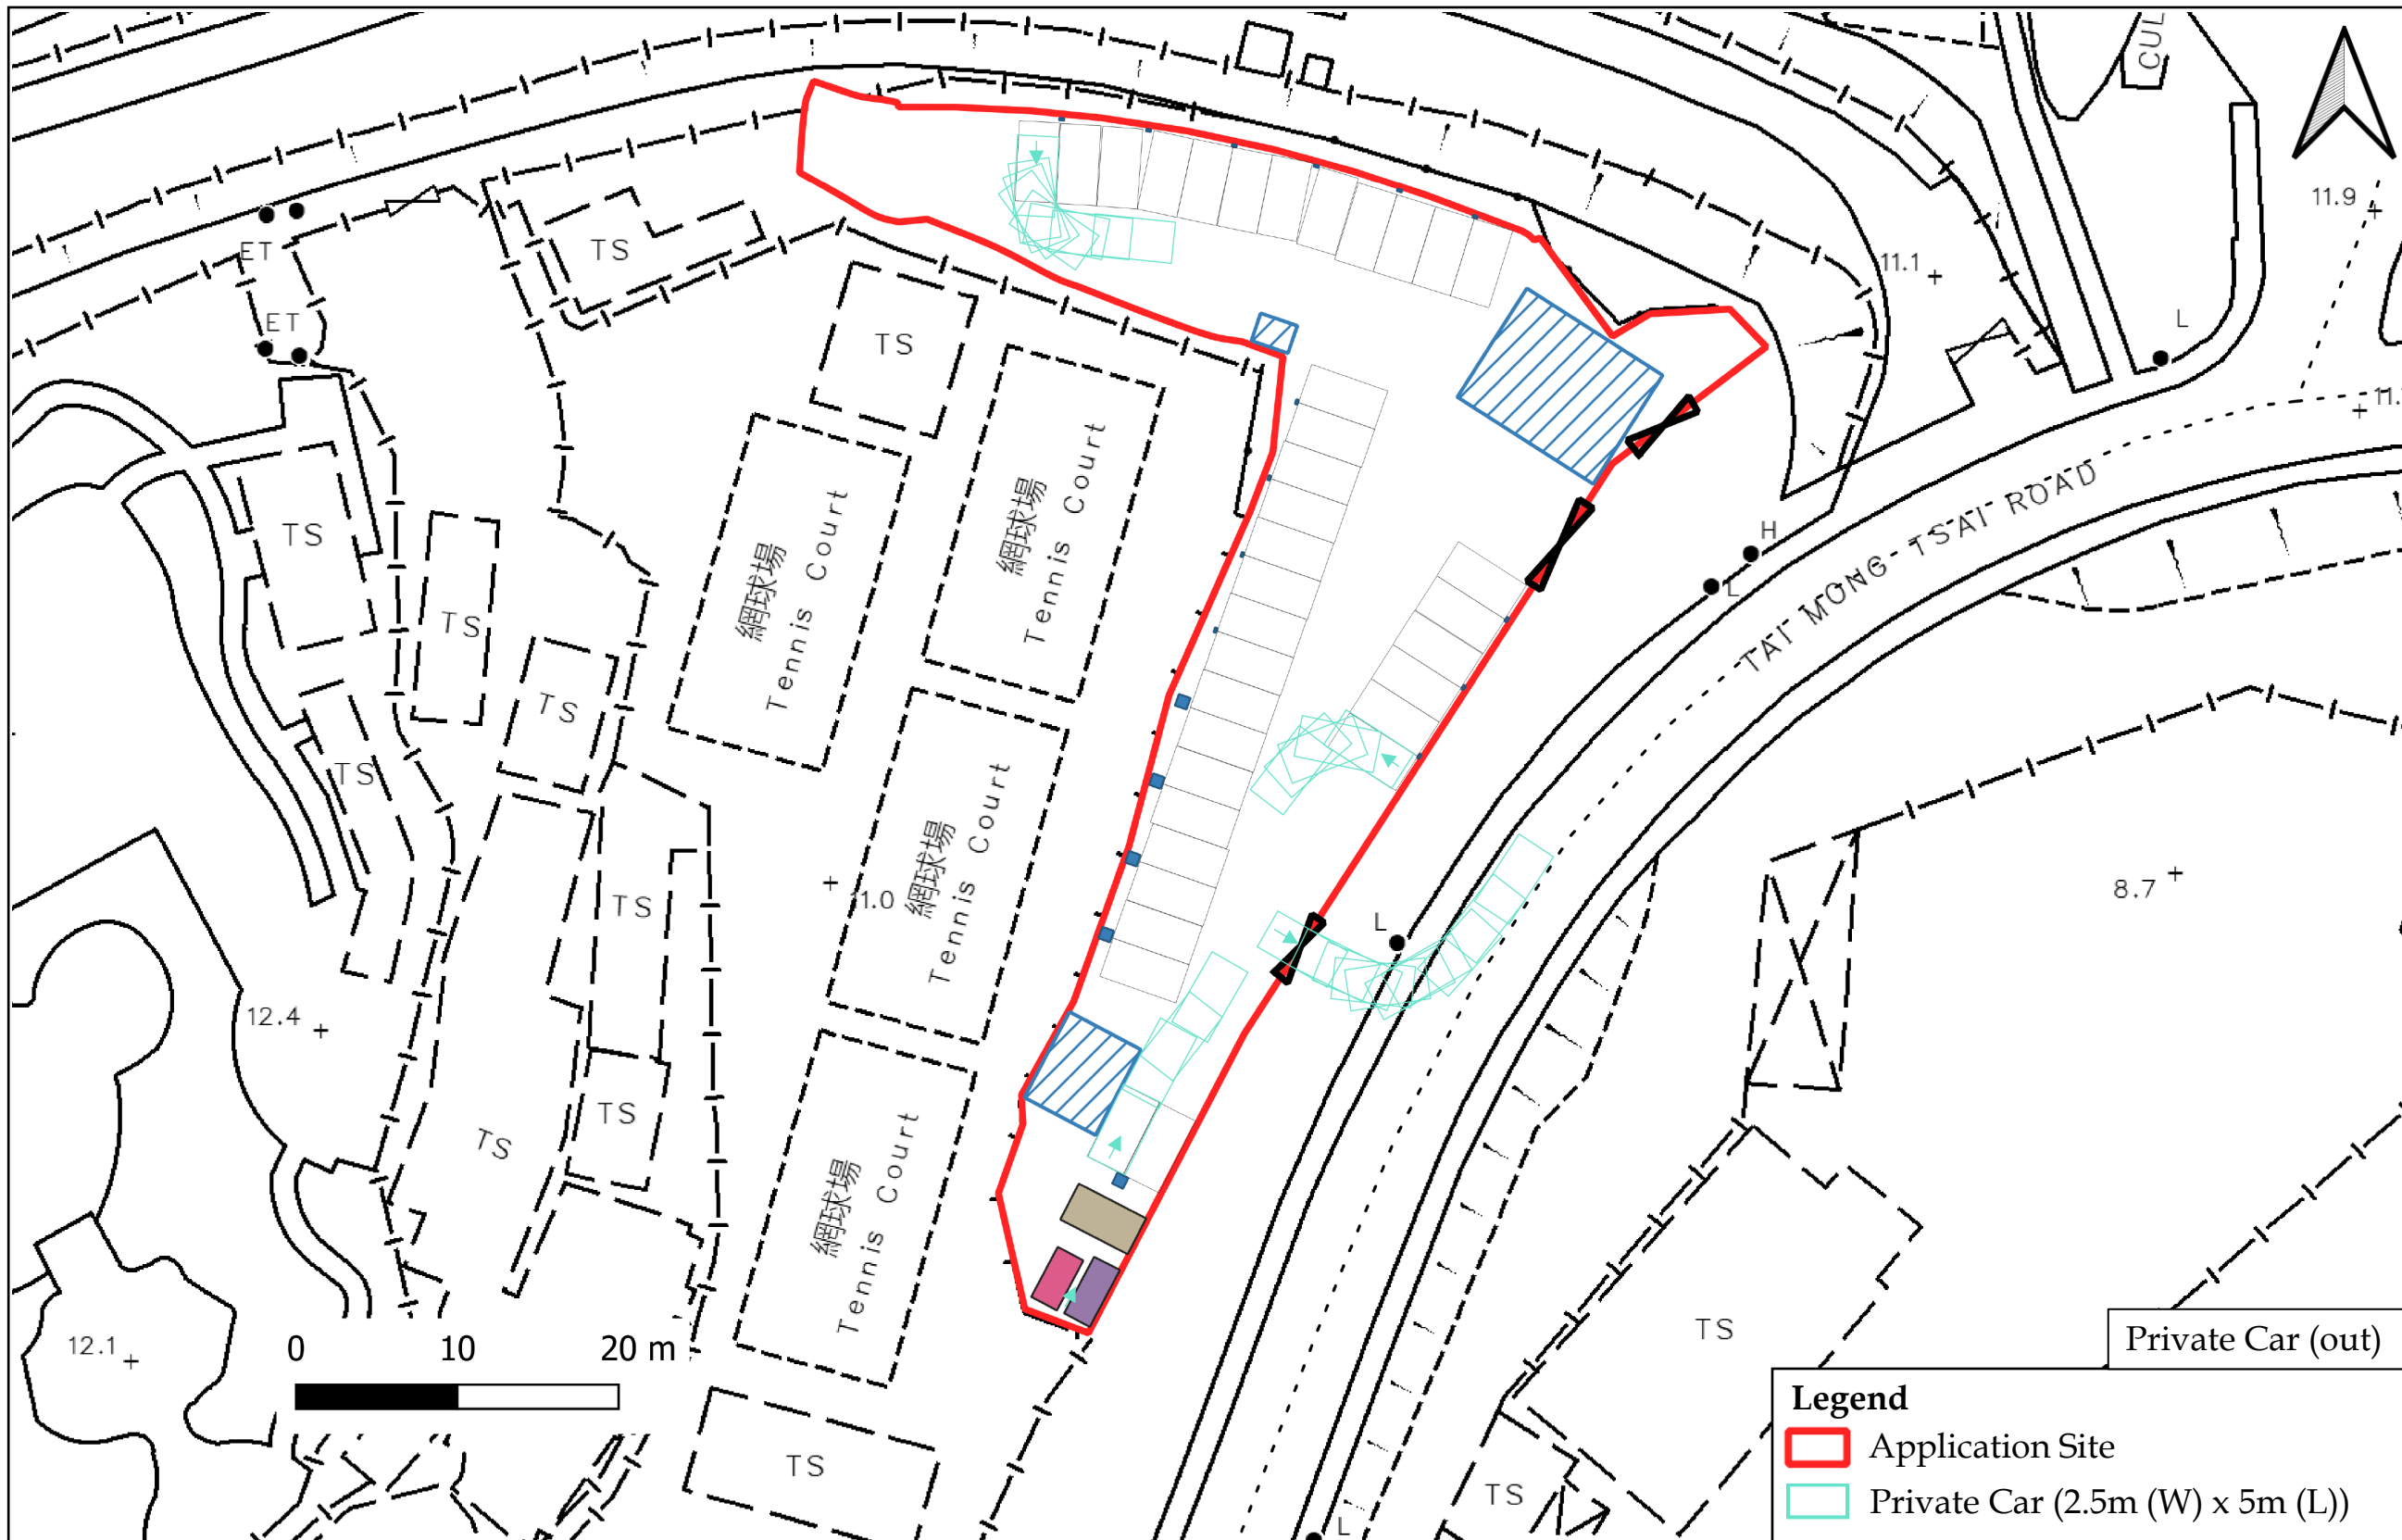 CUL
11.9
TS
ET
11.1
ET
L
TS
11.
網球場
Tennis Court
TS
網球場
Tennis Court
H
L
TAI MONG TSAI ROAD
TS
TS
TS
網球場
Tennis Court
11.0
TS
8.7
L
12.4
TS
TS
網球場
Tennis Court
12.1
0 10 20 m
TS
Private Car (out)
Legend
Application Site
TS
TS
Private Car (2.5m (W) x 5m (L))
L